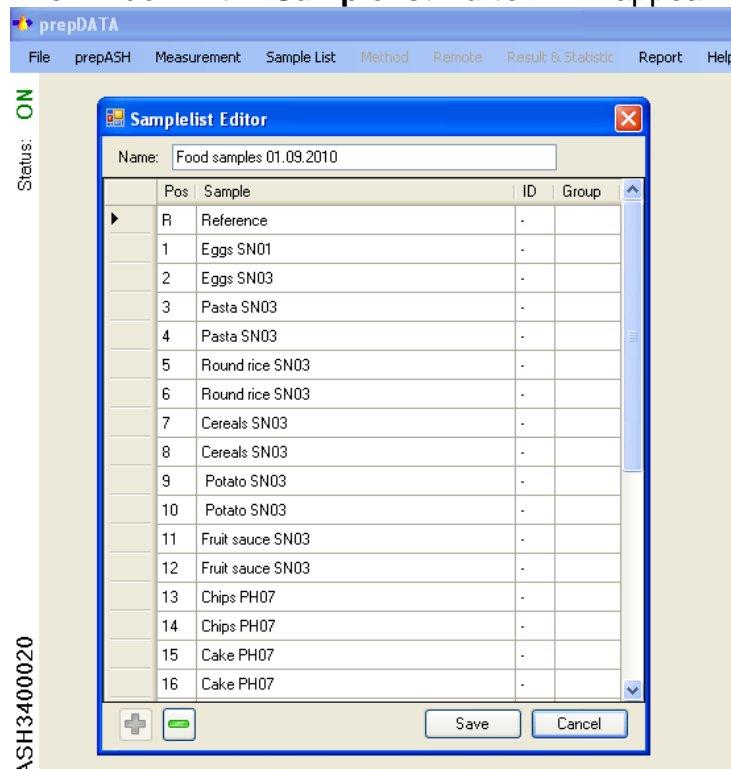 prepDATA
File prepASH Measurement Sample List Method Remote Result & Statistic Report Help
Status: ON
Samplelist Editor
Name: Food samples 01.09.2010
Pos Sample ID Group
R Reference -
1 Eggs SN01 -
2 Eggs SN03 -
3 Pasta SN03 -
4 Pasta SN03 -
5 Round rice SN03 -
6 Round rice SN03 -
7 Cereals SN03 -
8 Cereals SN03 -
9 Potato SN03 -
10 Potato SN03 -
11 Fruit sauce SN03 -
12 Fruit sauce SN03 -
13 Chips PH07 -
14 Chips PH07 -
15 Cake PH07 -
16 Cake PH07 -
Save Cancel
ASH3400020